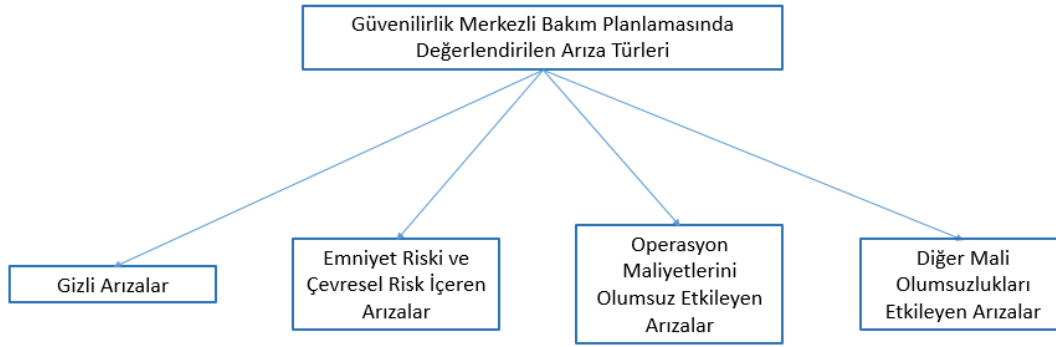 Güvenilirlik Merkezli Bakım Planlamasında
Değerlendirilen Arıza Türleri
Gizli Arızalar
Emniyet Riski ve
Çevresel Risk İçeren
Arızalar
Operasyon
Maliyetlerini
Olumsuz Etkileyen
Arızalar
Diğer Mali
Olumsuzlukları
Etkileyen Arızalar